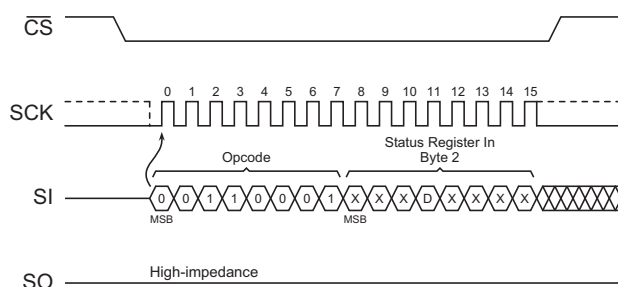 CS
0 1 2 3 4 5 6 7 8 9 10 11 12 13 14 15
SCK
Opcode
Status Register In
Byte 2
SI
0 0 1 1 0 0 0 1 X X X D X X X X
MSB MSB
High-impedance
SO